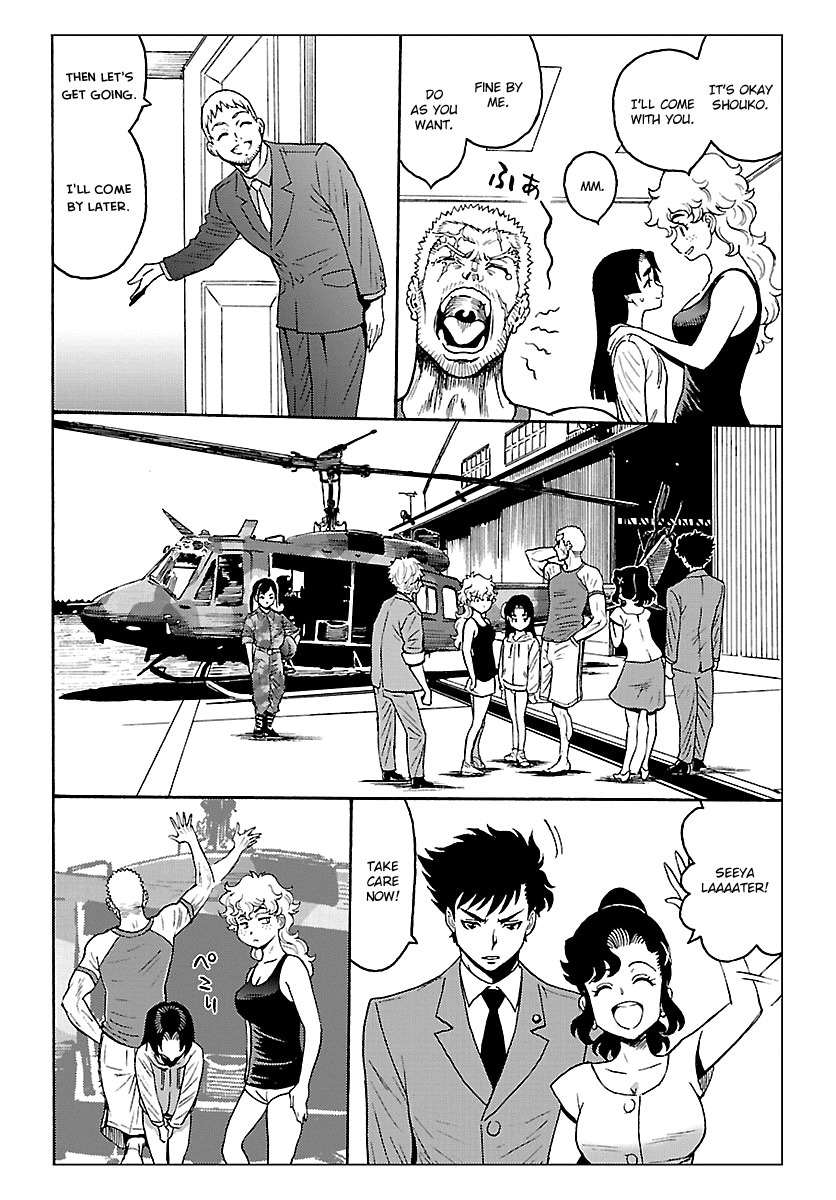 IT'S OKAY
SHOUKO.
I'LL COME
WITH YOU.
MM.
FINE BY
ME.
DO
AS YOU
WANT.
ふぁ
THEN LET'S
GET GOING.
I'LL COME
BY LATER.
SEEYA
LAAAATER!
TAKE
CARE
NOW!
ぺこり